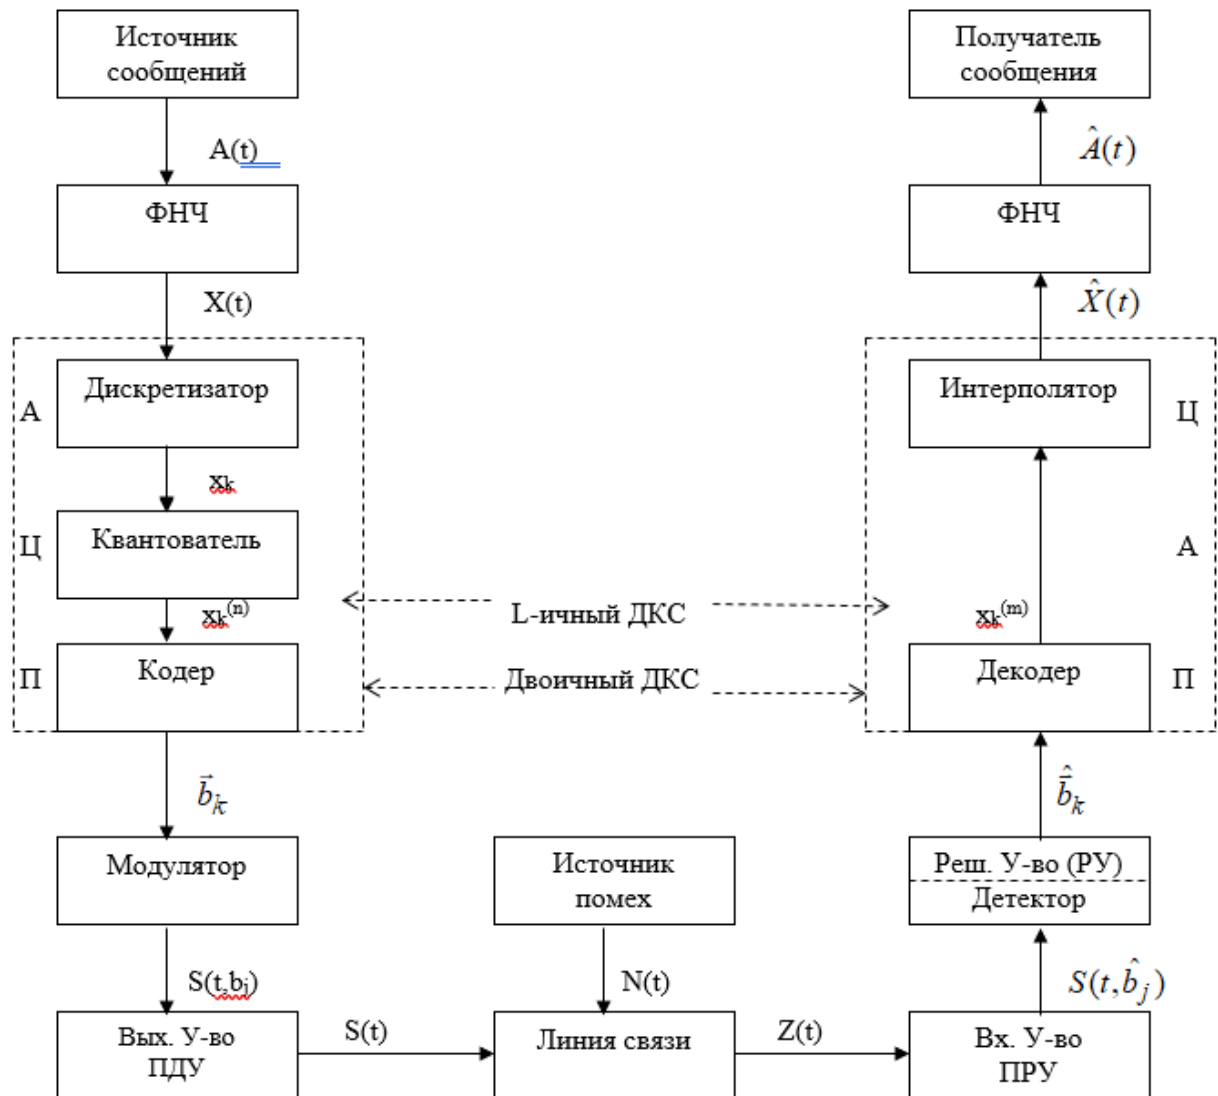 Источник
сообщений
Получатель
сообщения
A(t)
Â(t)
ФНЧ
ФНЧ
X(t)
X̂(t)
Дискретизатор
Интерполятор
А
Ц
xₖ
Ц
Квантователь
А
xₖ⁽ⁿ⁾
L-ичный ДКС
xₖ⁽ᵐ⁾
П
Кодер
Двоичный ДКС
Декодер
П
b⃗ₖ
b⃗̂ₖ
Модулятор
Источник
помех
Реш. У-во (РУ)
Детектор
S(t,bⱼ)
N(t)
S(t,b̂ⱼ)
Вых. У-во
ПДУ
S(t)
Линия связи
Z(t)
Вх. У-во
ПРУ